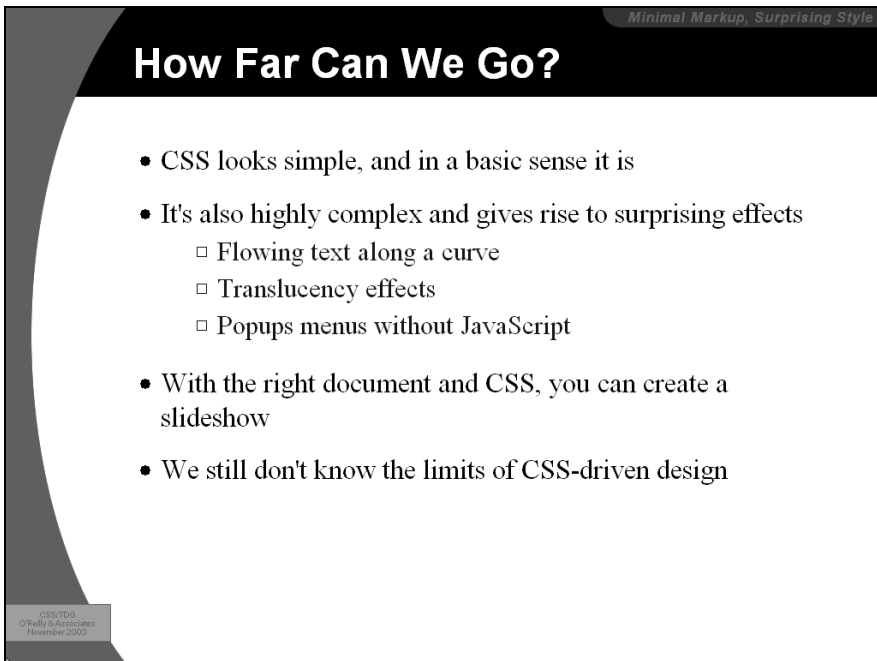 Minimal Markup, Surprising Style
How Far Can We Go?
• CSS looks simple, and in a basic sense it is
• It's also highly complex and gives rise to surprising effects
□ Flowing text along a curve
□ Translucency effects
□ Popups menus without JavaScript
• With the right document and CSS, you can create a
slideshow
• We still don't know the limits of CSS-driven design
CSS:TDG
O'Reilly & Associates
November 2003